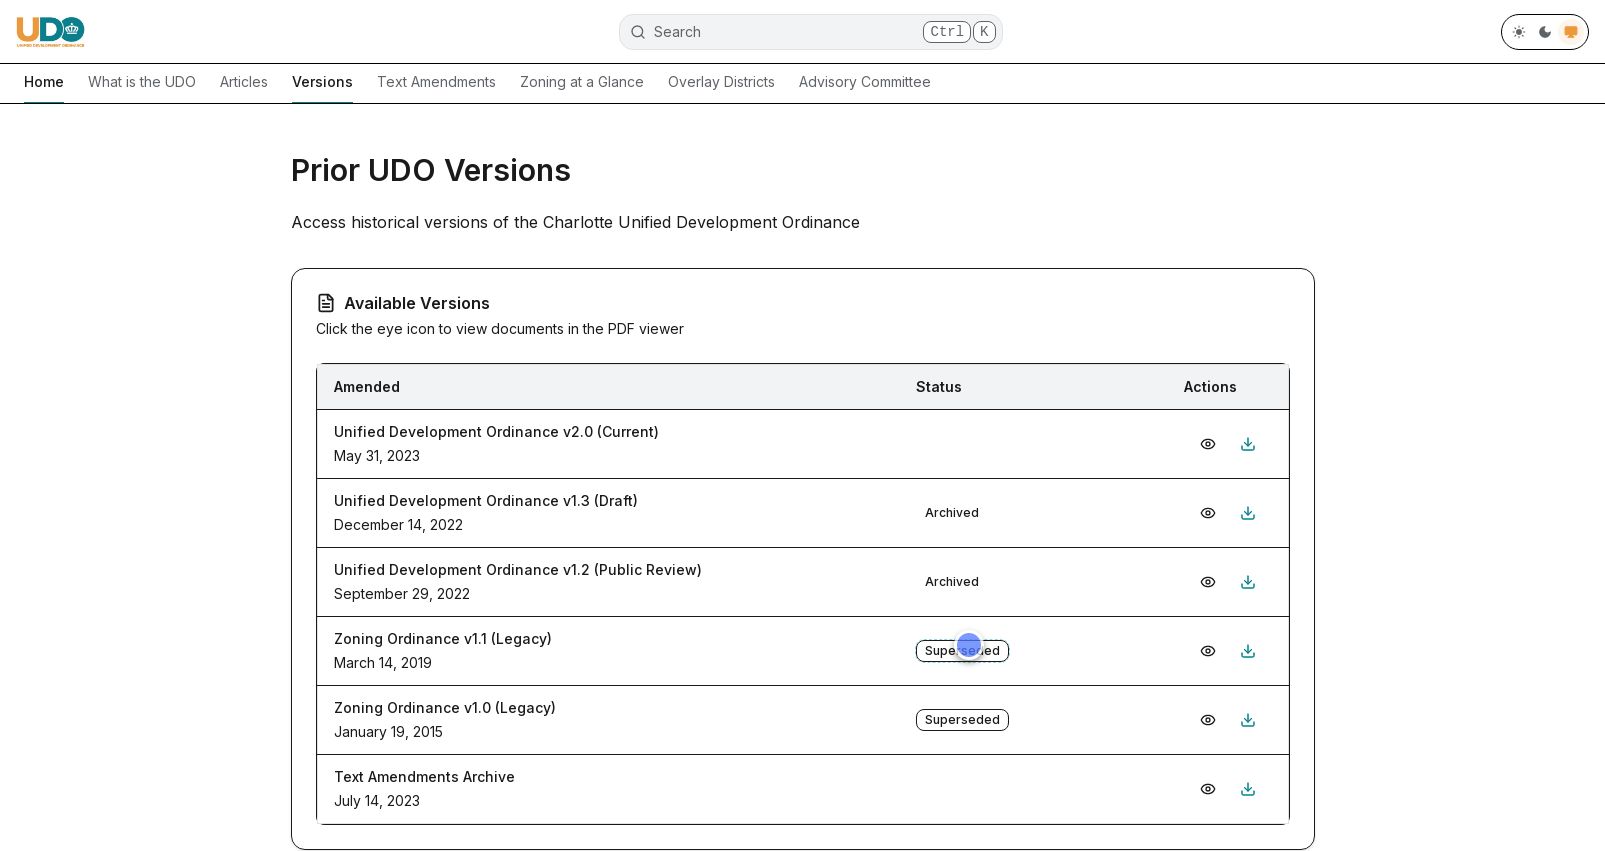 UDO
UNIFIED DEVELOPMENT ORDINANCE
Search
Ctrl K
Home
What is the UDO
Articles
Versions
Text Amendments
Zoning at a Glance
Overlay Districts
Advisory Committee
Prior UDO Versions
Access historical versions of the Charlotte Unified Development Ordinance
Available Versions
Click the eye icon to view documents in the PDF viewer
Amended Status Actions
Unified Development Ordinance v2.0 (Current)
May 31, 2023
Unified Development Ordinance v1.3 (Draft)
December 14, 2022
Archived
Unified Development Ordinance v1.2 (Public Review)
September 29, 2022
Archived
Zoning Ordinance v1.1 (Legacy)
March 14, 2019
Superseded
Zoning Ordinance v1.0 (Legacy)
January 19, 2015
Superseded
Text Amendments Archive
July 14, 2023